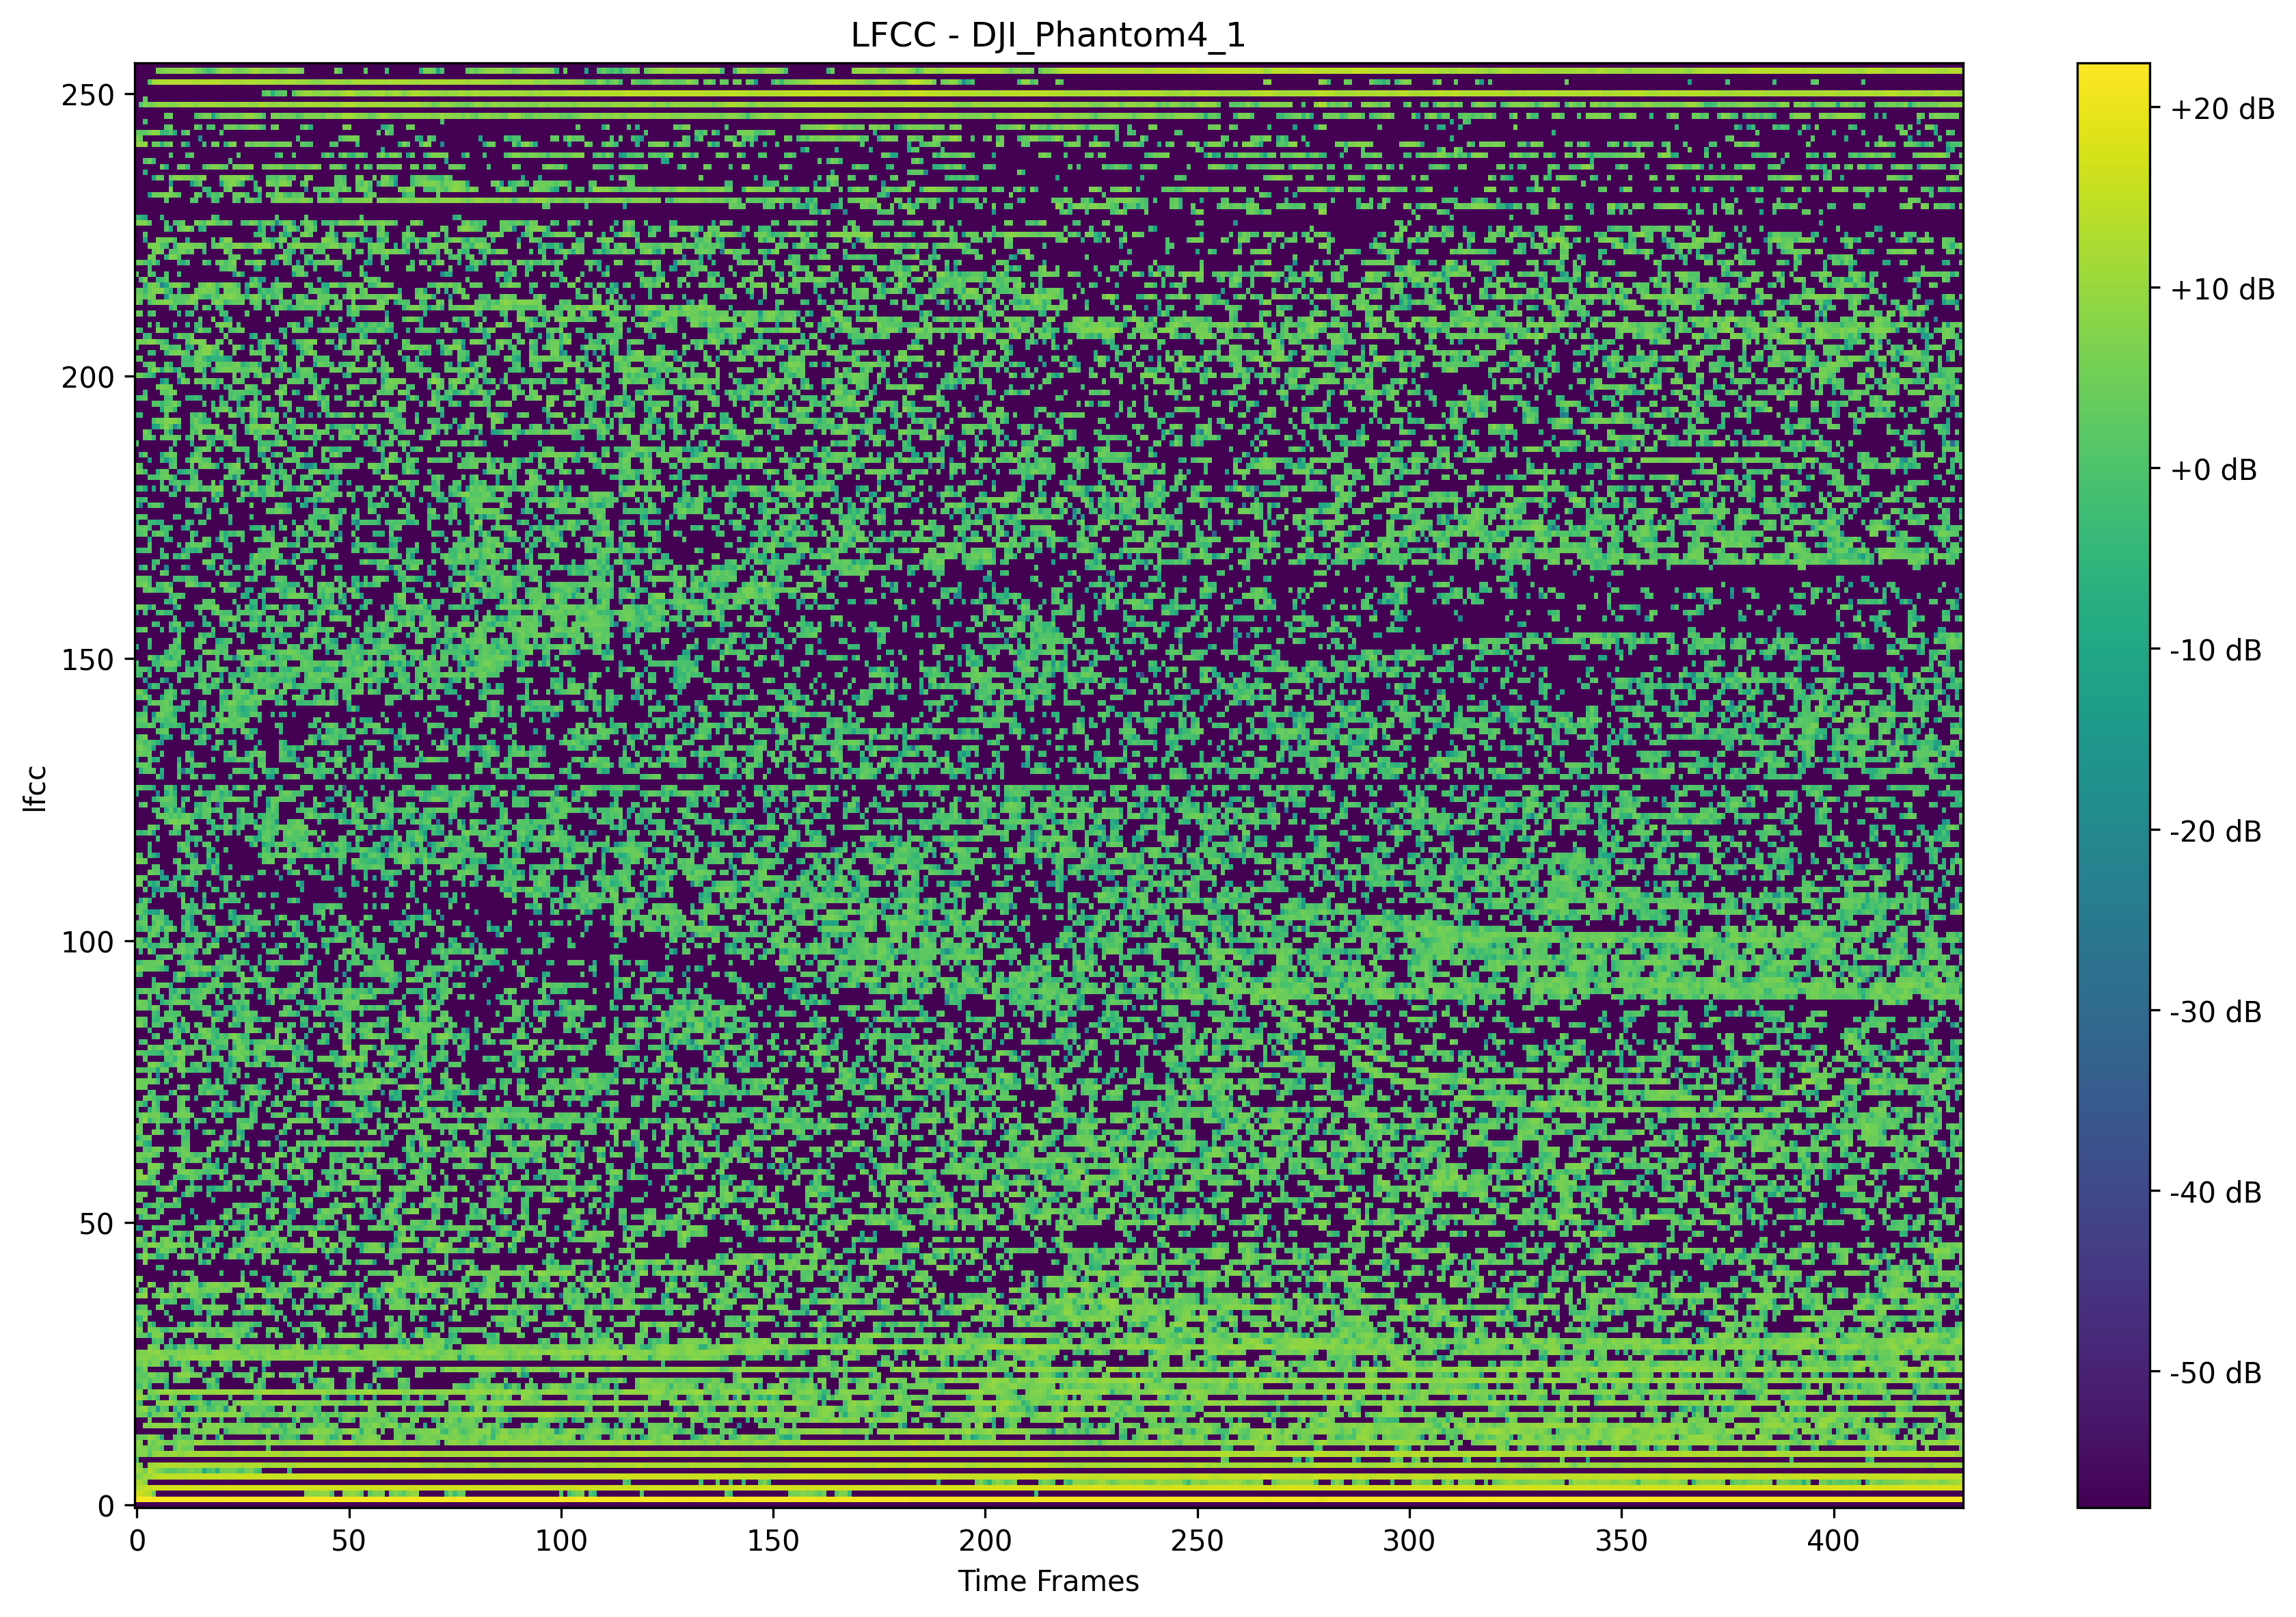 LFCC - DJI_Phantom4_1
250
200
150
100
50
0
lfcc
0 50 100 150 200 250 300 350 400
Time Frames
+20 dB
+10 dB
+0 dB
-10 dB
-20 dB
-30 dB
-40 dB
-50 dB